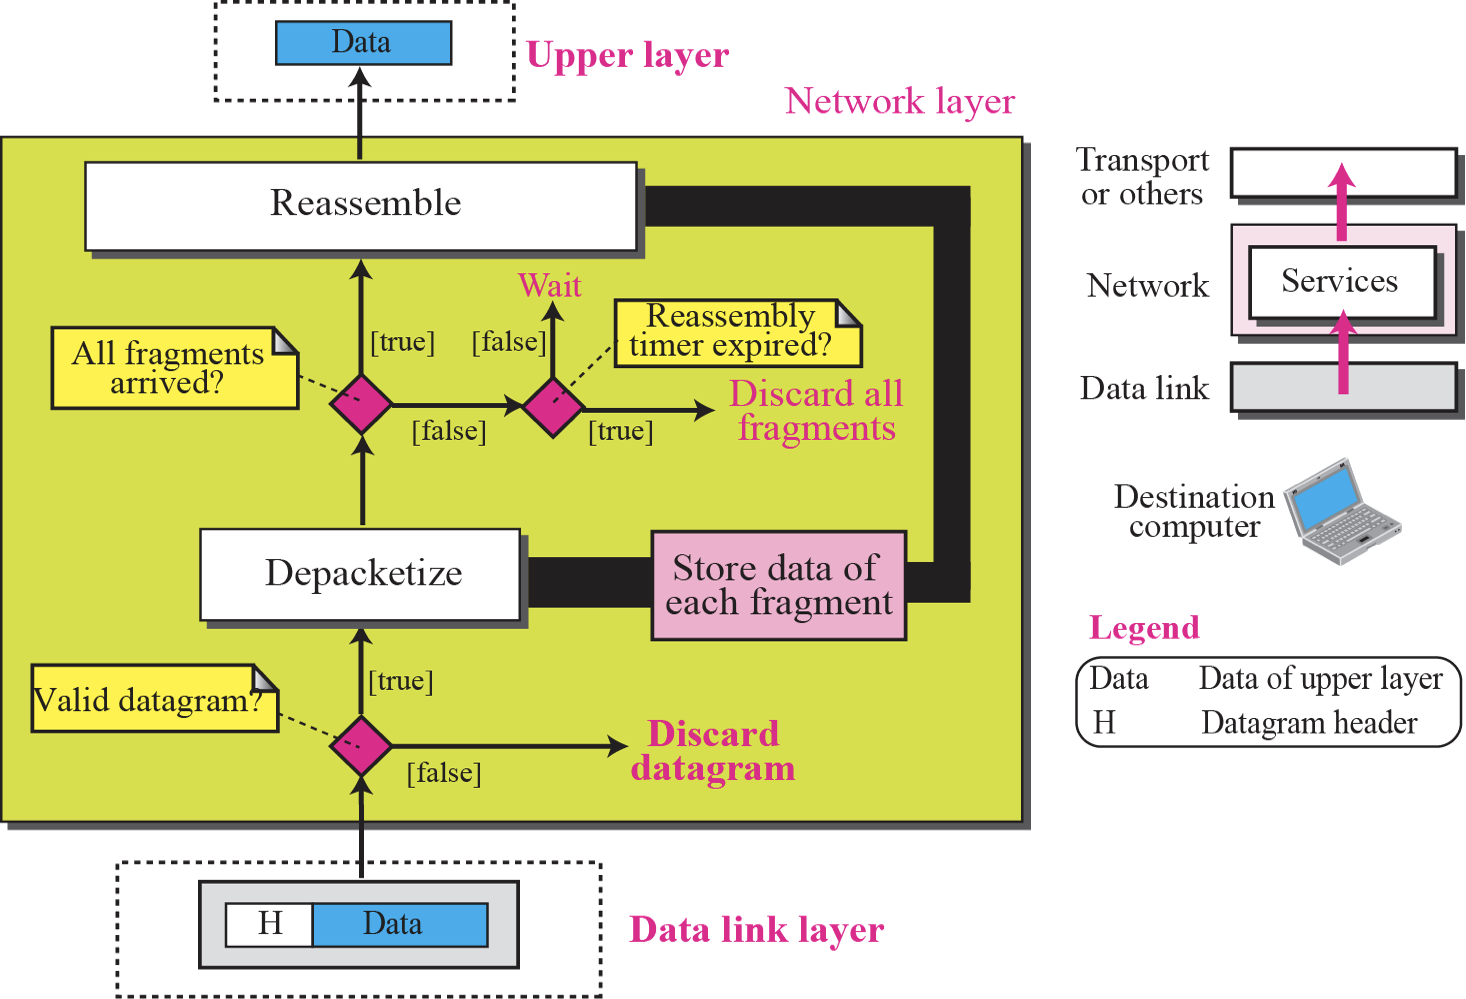 Data
Upper layer
Network layer
Reassemble
Wait
[true]
[false]
Reassembly
timer expired?
All fragments
arrived?
Discard all
fragments
[false]
[true]
Depacketize
Store data of
each fragment
Valid datagram?
[true]
[false]
Discard
datagram
H
Data
Data link layer
Transport
or others
Network
Services
Data link
Destination
computer
Legend
Data Data of upper layer
H Datagram header